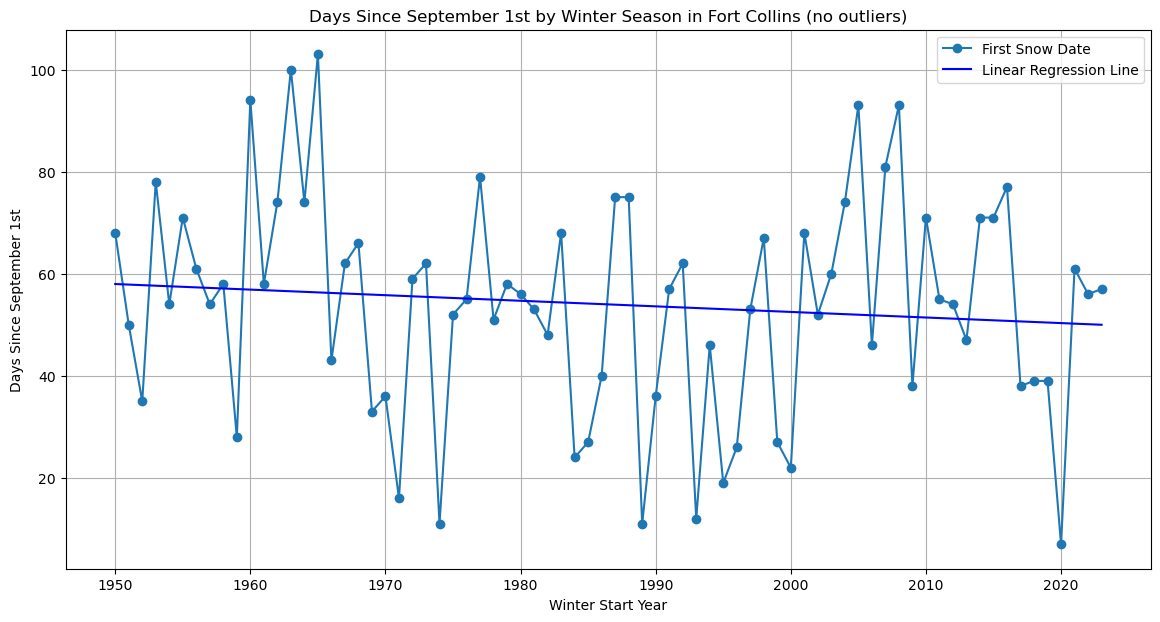 Days Since September 1st by Winter Season in Fort Collins (no outliers)
First Snow Date
Linear Regression Line
Days Since September 1st
100
80
60
40
20
1950
1960
1970
1980
1990
2000
2010
2020
Winter Start Year